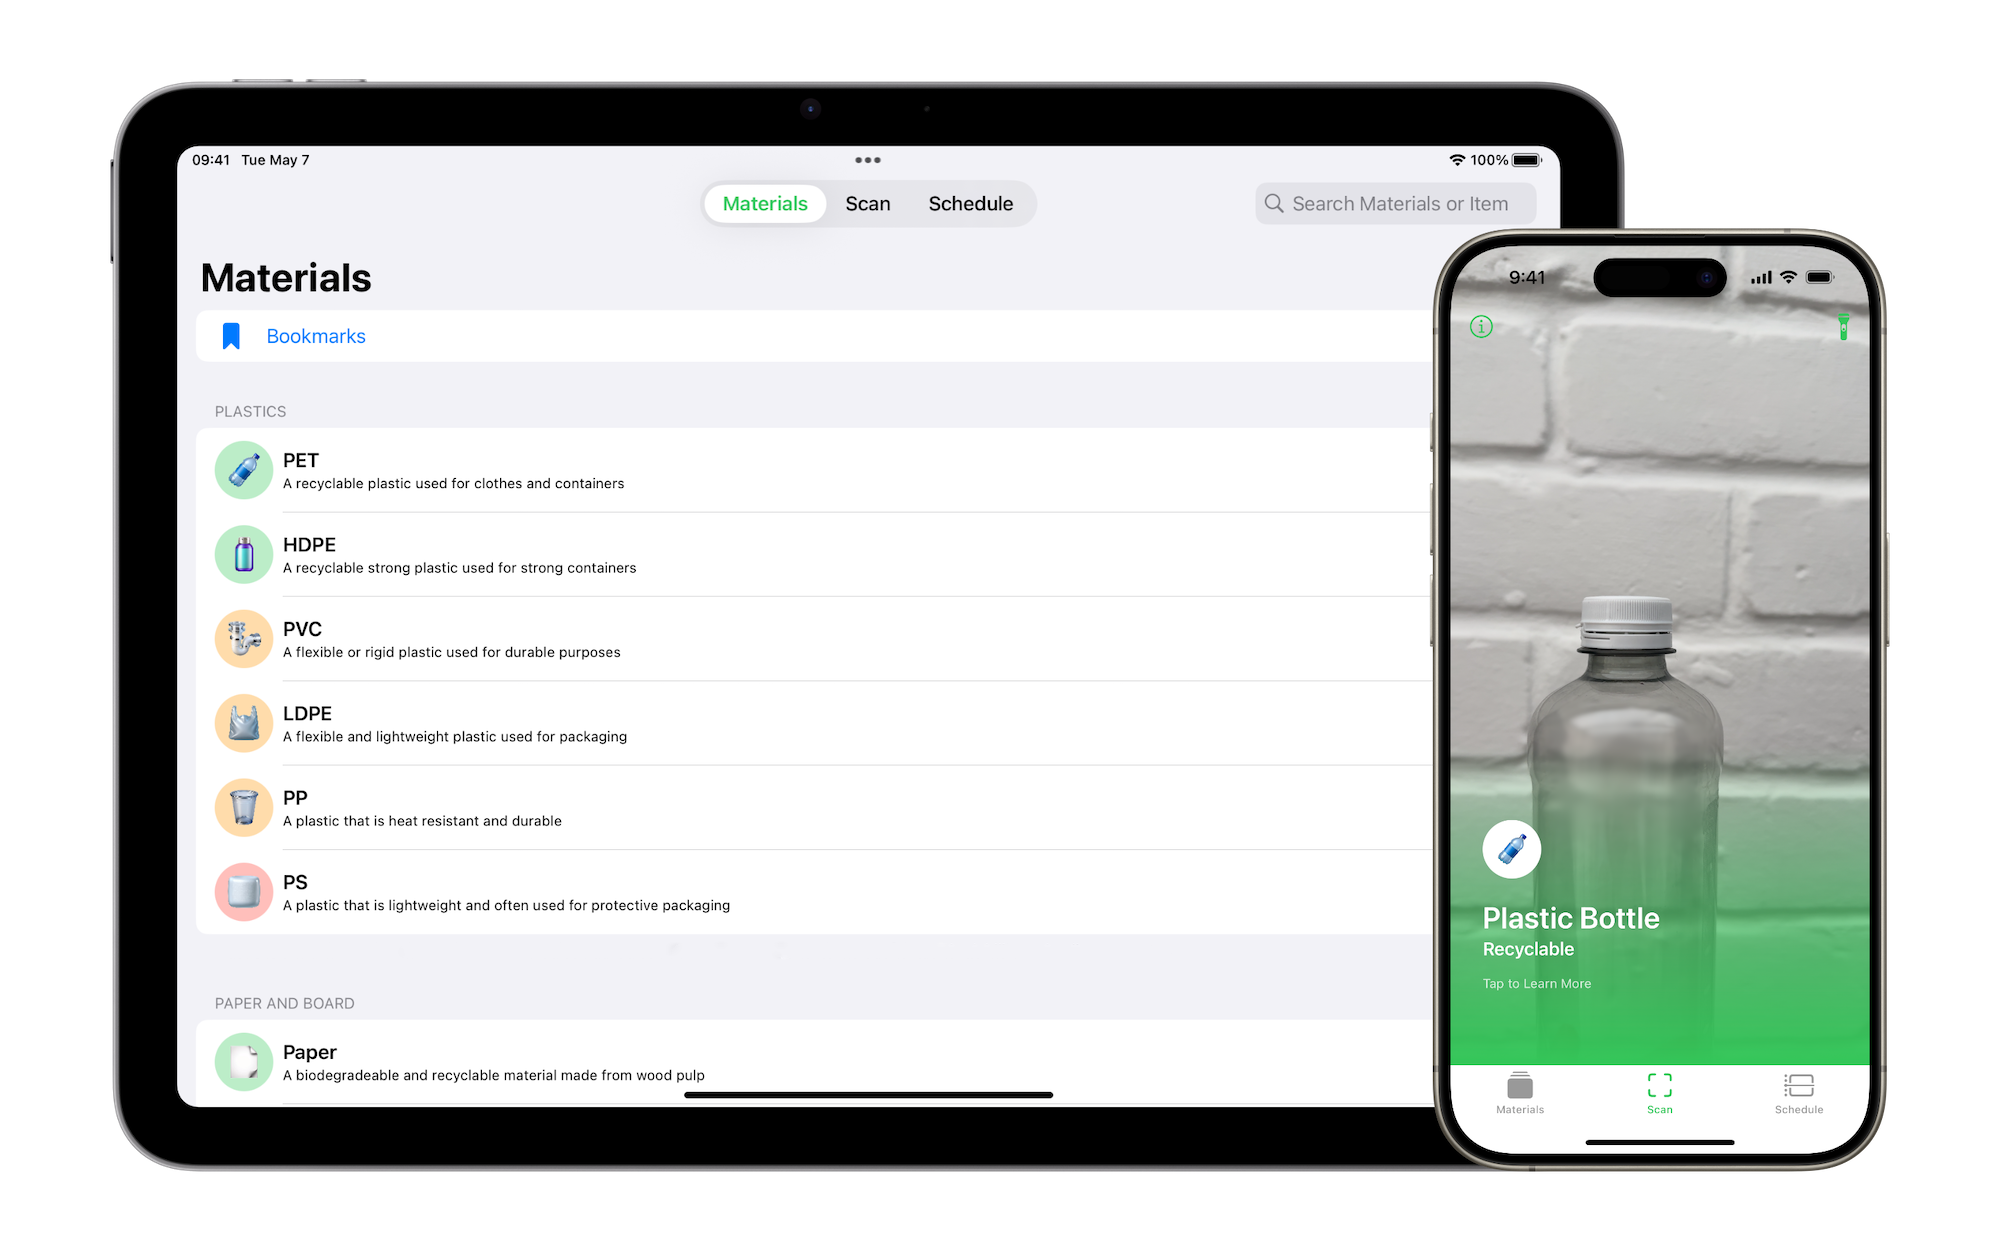 09:41 Tue May 7
100%
Materials Scan Schedule
Search Materials or Item
Materials
Bookmarks
PLASTICS
PET
A recyclable plastic used for clothes and containers
HDPE
A recyclable strong plastic used for strong containers
PVC
A flexible or rigid plastic used for durable purposes
LDPE
A flexible and lightweight plastic used for packaging
PP
A plastic that is heat resistant and durable
PS
A plastic that is lightweight and often used for protective packaging
PAPER AND BOARD
Paper
A biodegradeable and recyclable material made from wood pulp
9:41
Plastic Bottle
Recyclable
Tap to Learn More
Materials Scan Schedule